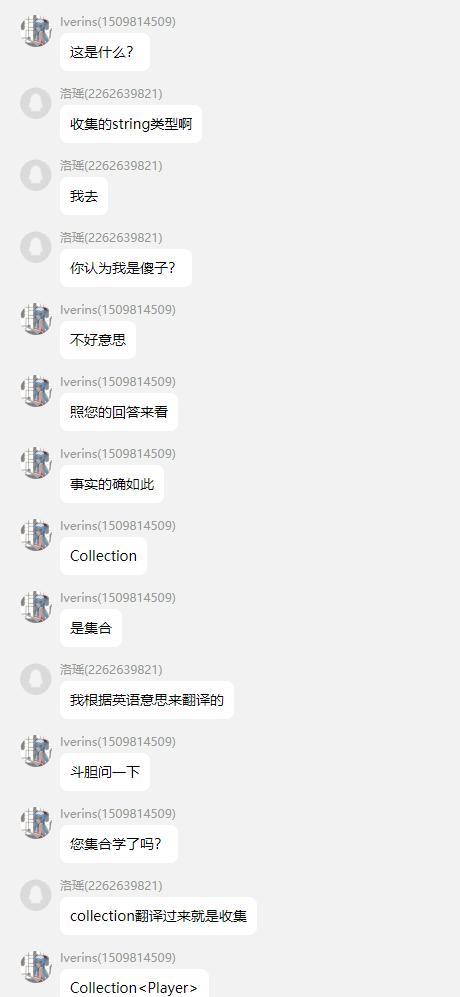 Iverins(1509814509)
这是什么？
洛瑶(2262639821)
收集的string类型啊
洛瑶(2262639821)
我去
洛瑶(2262639821)
你认为我是傻子？
Iverins(1509814509)
不好意思
Iverins(1509814509)
照您的回答来看
Iverins(1509814509)
事实的确如此
Iverins(1509814509)
Collection
Iverins(1509814509)
是集合
洛瑶(2262639821)
我根据英语意思来翻译的
Iverins(1509814509)
斗胆问一下
Iverins(1509814509)
您集合学了吗？
洛瑶(2262639821)
collection翻译过来就是收集
Iverins(1509814509)
Collection<Player>